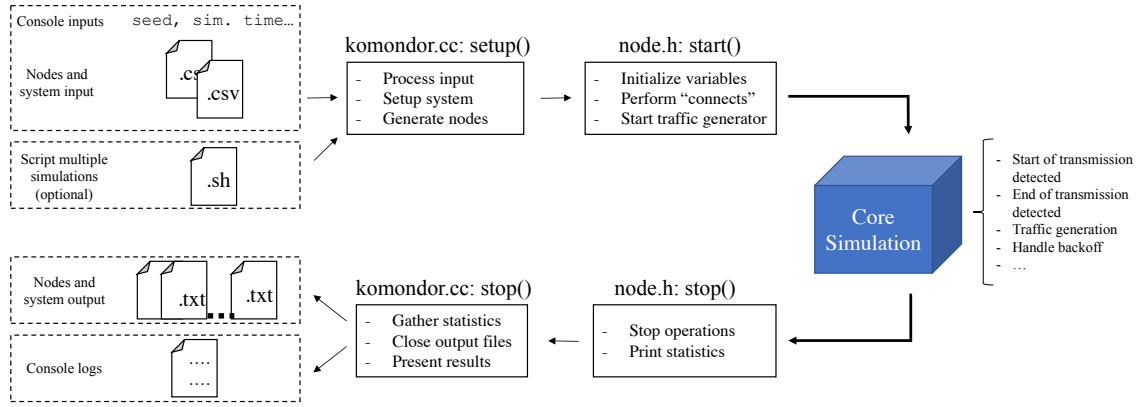 Console inputs seed, sim. time…
Nodes and
system input
.cs
.csv
Script multiple
simulations
(optional)
.sh
komondor.cc: setup()
- Process input
- Setup system
- Generate nodes
node.h: start()
- Initialize variables
- Perform “connects”
- Start traffic generator
Core
Simulation
- Start of transmission
detected
- End of transmission
detected
- Traffic generation
- Handle backoff
- …
Nodes and
system output
.txt
.txt
Console logs
….
….
komondor.cc: stop()
- Gather statistics
- Close output files
- Present results
node.h: stop()
- Stop operations
- Print statistics